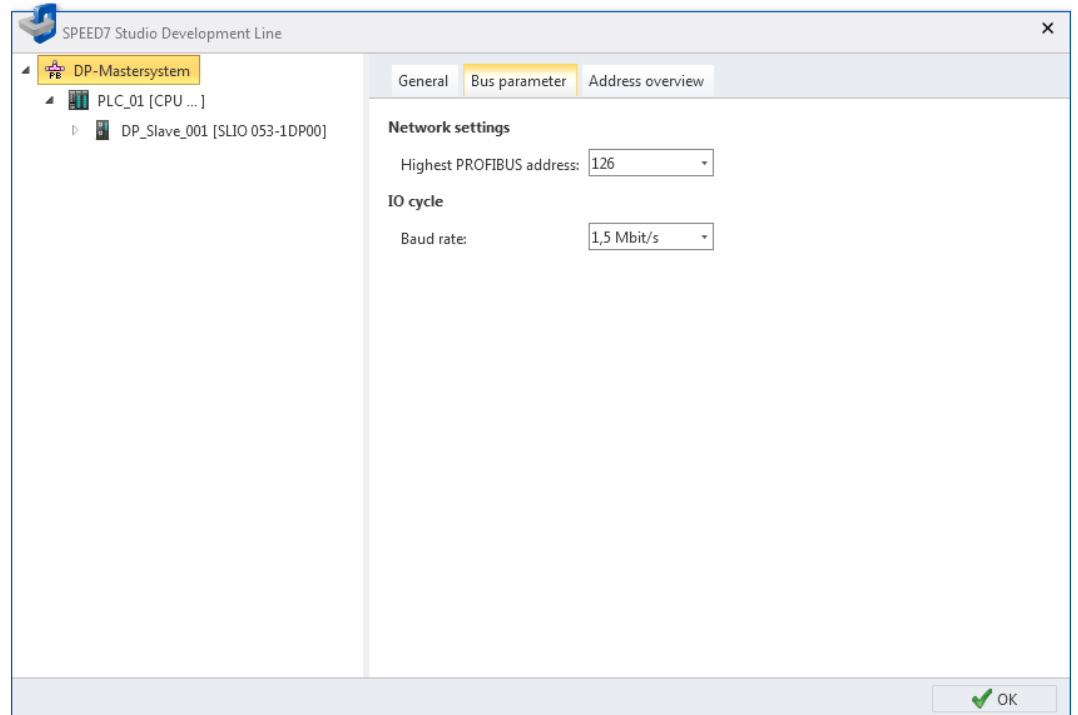 SPEED7 Studio Development Line
PB DP-Mastersystem
PLC_01 [CPU ... ]
DP_Slave_001 [SLIO 053-1DP00]
General Bus parameter Address overview
Network settings
Highest PROFIBUS address: 126
IO cycle
Baud rate: 1,5 Mbit/s
OK